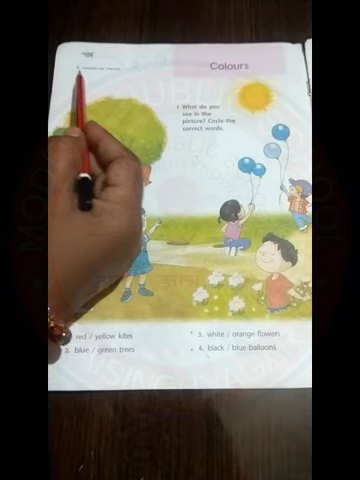 Colours
1 What do you
see in the
picture? Circle the
correct words.
red / yellow kites
2. blue / green trees
3. white / orange flowers
4. black / blue balloons